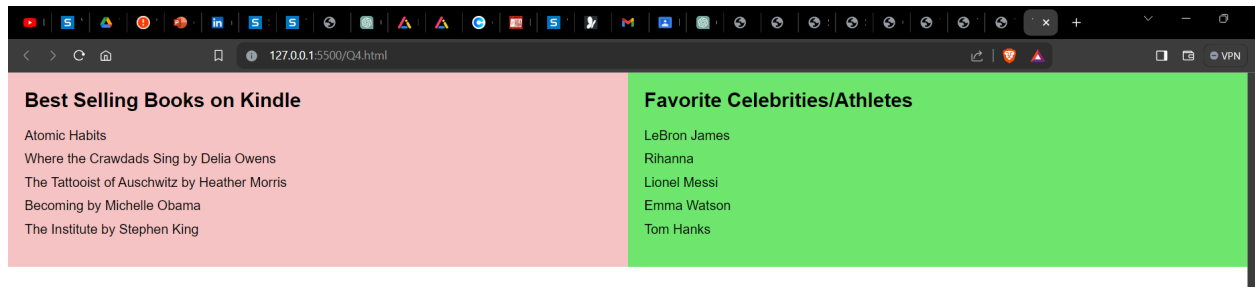 127.0.0.1:5500/Q4.html
VPN
Best Selling Books on Kindle
Atomic Habits
Where the Crawdads Sing by Delia Owens
The Tattooist of Auschwitz by Heather Morris
Becoming by Michelle Obama
The Institute by Stephen King
Favorite Celebrities/Athletes
LeBron James
Rihanna
Lionel Messi
Emma Watson
Tom Hanks